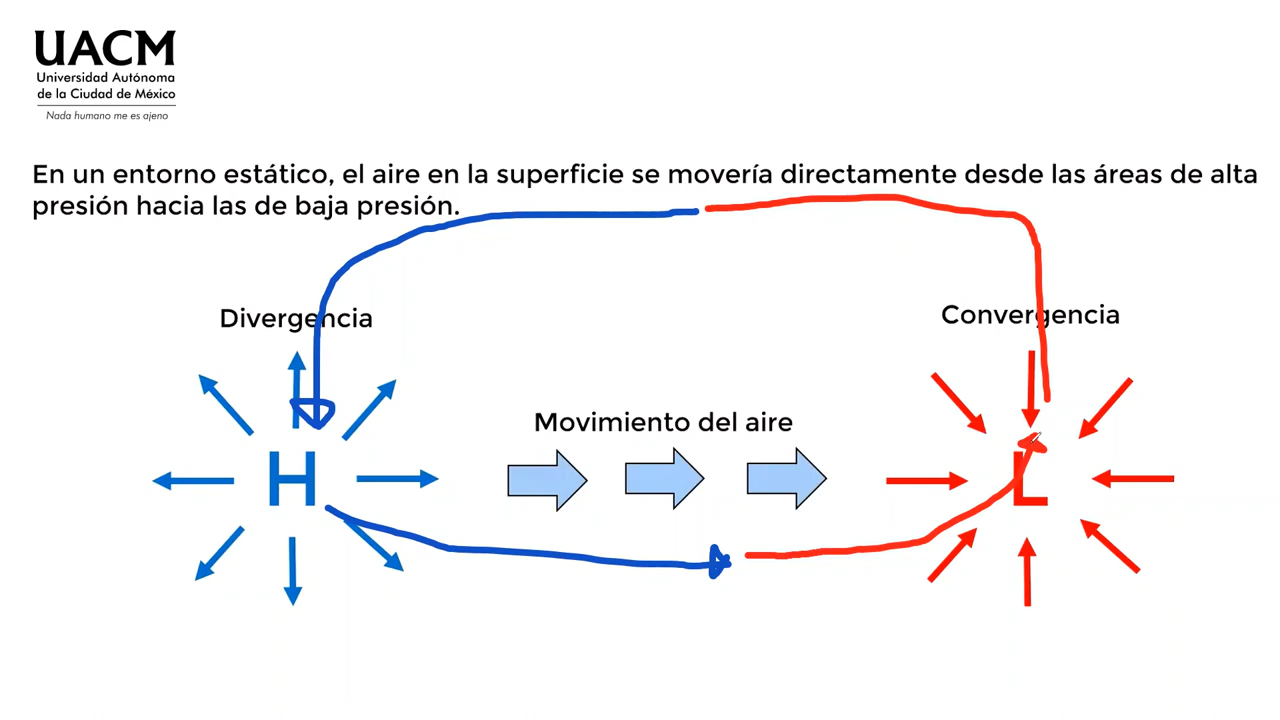 UACM
Universidad Autónoma
de la Ciudad de México
Nada humano me es ajeno
En un entorno estático, el aire en la superficie se movería directamente desde las áreas de alta
presión hacia las de baja presión.
Divergencia
Convergencia
Movimiento del aire
H
L